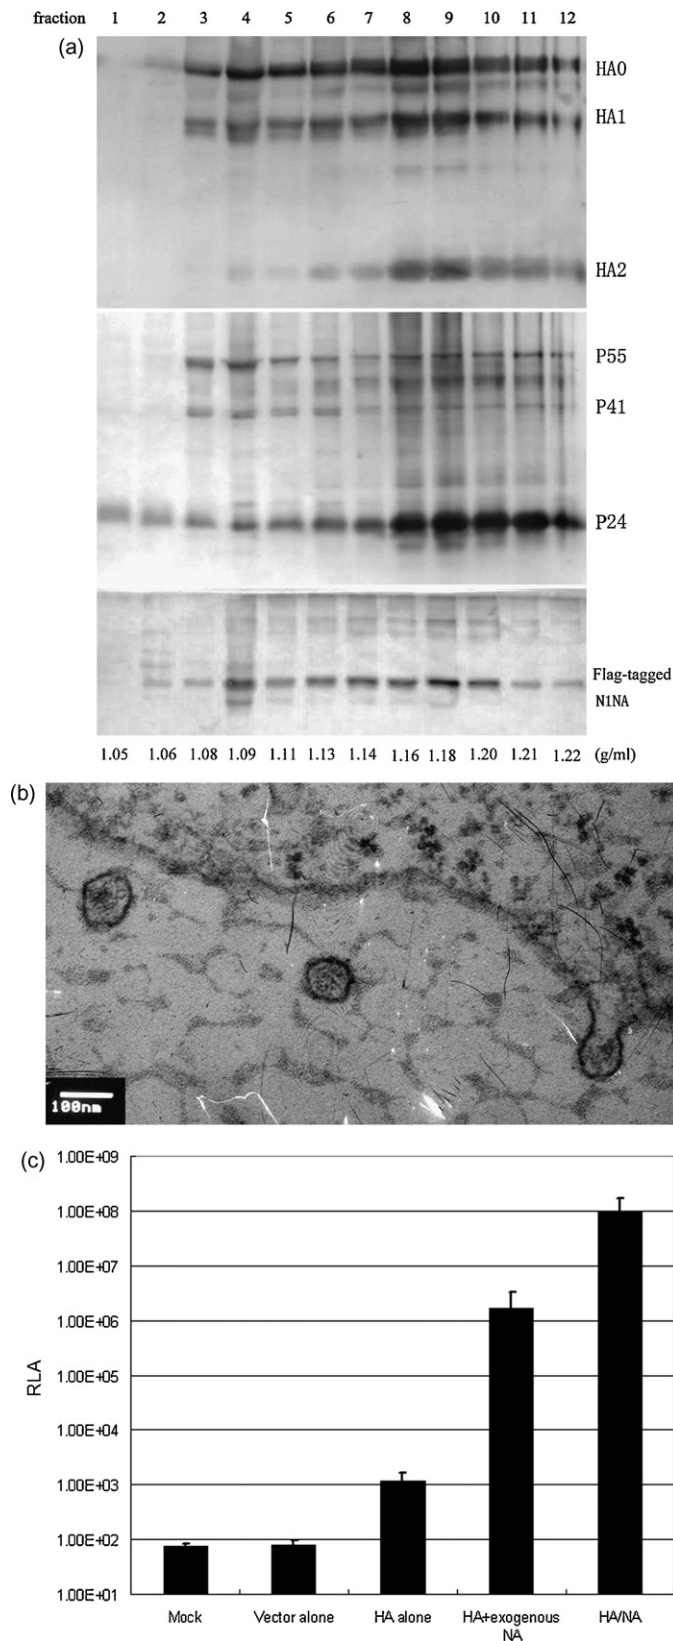 fraction 1 2 3 4 5 6 7 8 9 10 11 12
(a)
HA0
HA1
HA2
P55
P41
P24
Flag-tagged
N1NA
1.05 1.06 1.08 1.09 1.11 1.13 1.14 1.16 1.18 1.20 1.21 1.22 (g/ml)
(b)
100nm
(c)
1.00E+09
1.00E+08
1.00E+07
1.00E+06
1.00E+05
1.00E+04
1.00E+03
1.00E+02
1.00E+01
RLA
Mock Vector alone HA alone HA+exogenous HA/NA
NA